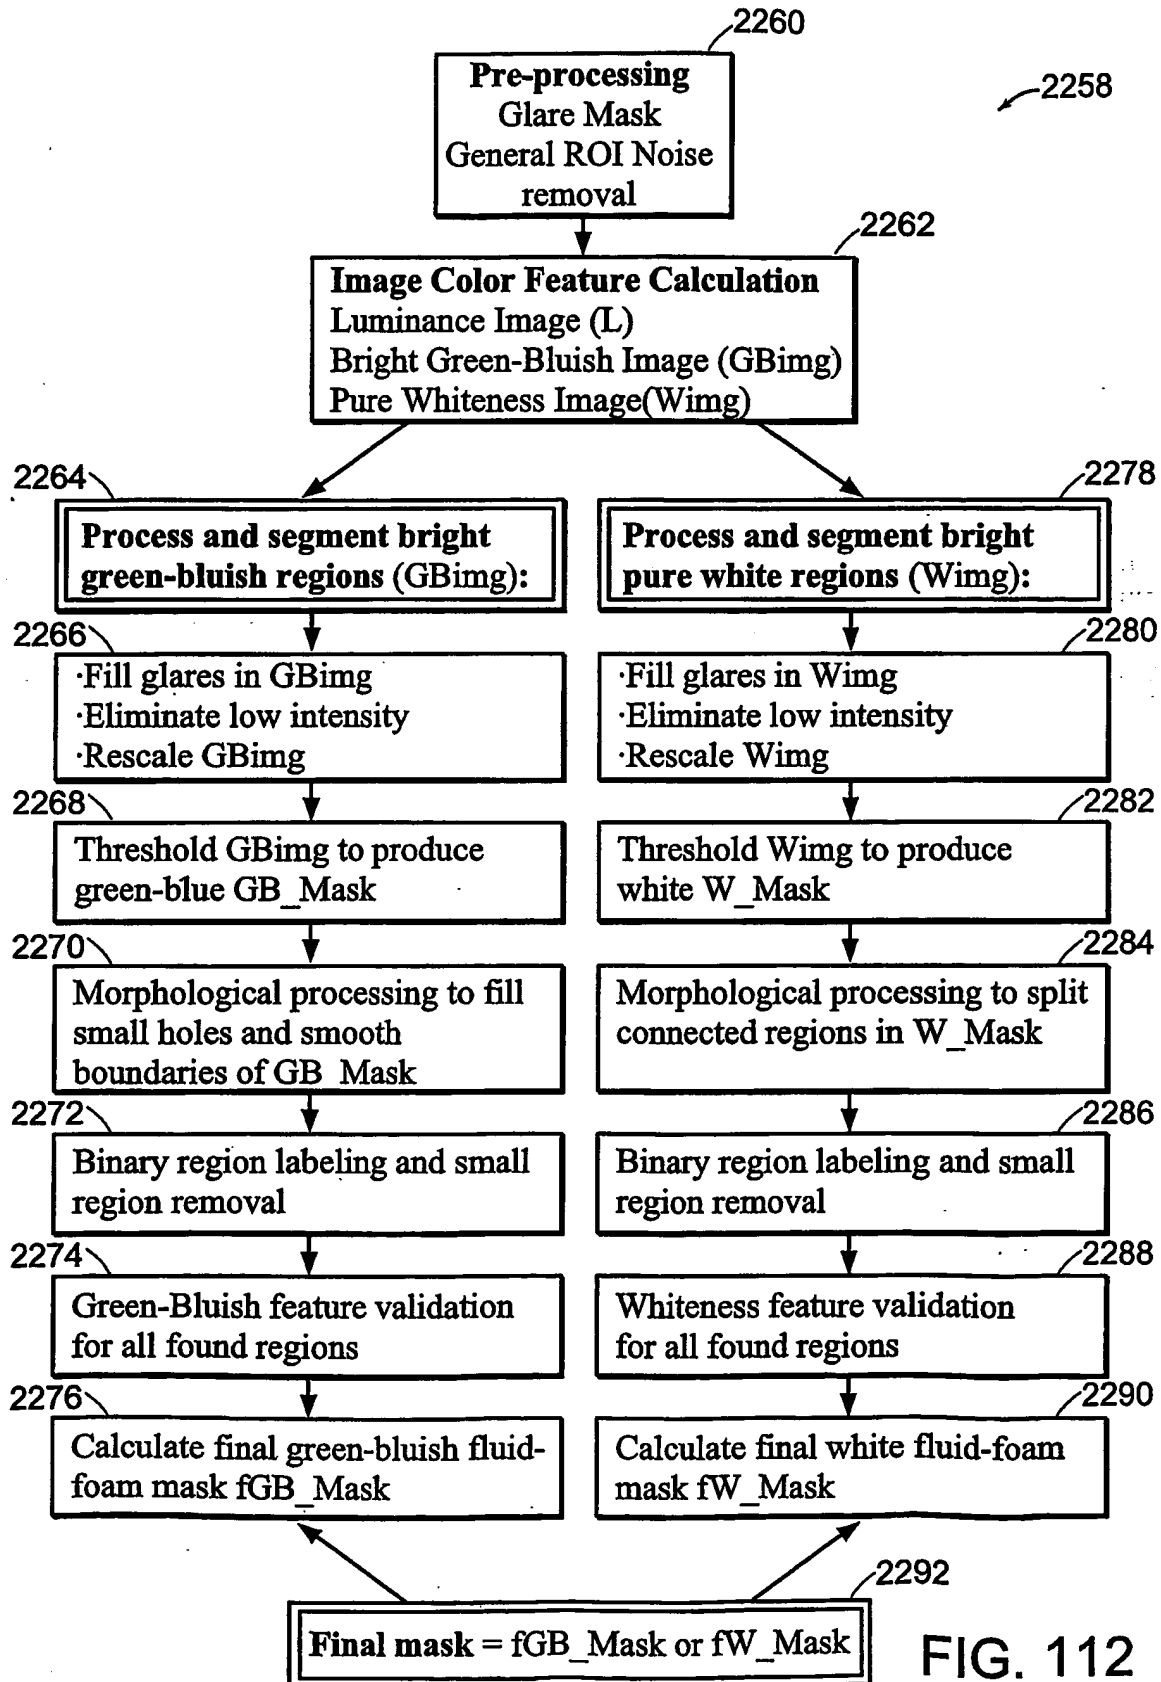 2260
Pre-processing
Glare Mask
General ROI Noise
removal
2258
2262
Image Color Feature Calculation
Luminance Image (L)
Bright Green-Bluish Image (GBimg)
Pure Whiteness Image(Wimg)
2264
Process and segment bright
green-bluish regions (GBimg):
2266
·Fill glares in GBimg
·Eliminate low intensity
·Rescale GBimg
2268
Threshold GBimg to produce
green-blue GB_Mask
2270
Morphological processing to fill
small holes and smooth
boundaries of GB_Mask
2272
Binary region labeling and small
region removal
2274
Green-Bluish feature validation
for all found regions
2276
Calculate final green-bluish fluid-
foam mask fGB_Mask
2278
Process and segment bright
pure white regions (Wimg):
2280
·Fill glares in Wimg
·Eliminate low intensity
·Rescale Wimg
2282
Threshold Wimg to produce
white W_Mask
2284
Morphological processing to split
connected regions in W_Mask
2286
Binary region labeling and small
region removal
2288
Whiteness feature validation
for all found regions
2290
Calculate final white fluid-foam
mask fW_Mask
2292
Final mask = fGB_Mask or fW_Mask
FIG. 112